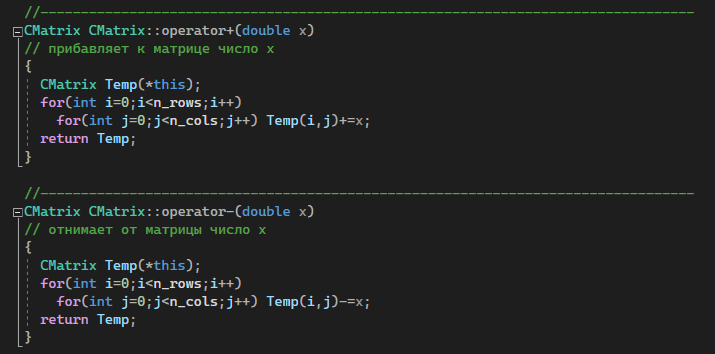 //---------------------------------------------------------------------------------
CMatrix CMatrix::operator+(double x)
// прибавляет к матрице число x
{
  CMatrix Temp(*this);
  for(int i=0;i<n_rows;i++)
    for(int j=0;j<n_cols;j++) Temp(i,j)+=x;
  return Temp;
}
//---------------------------------------------------------------------------------
CMatrix CMatrix::operator-(double x)
// отнимает от матрицы число x
{
  CMatrix Temp(*this);
  for(int i=0;i<n_rows;i++)
    for(int j=0;j<n_cols;j++) Temp(i,j)-=x;
  return Temp;
}